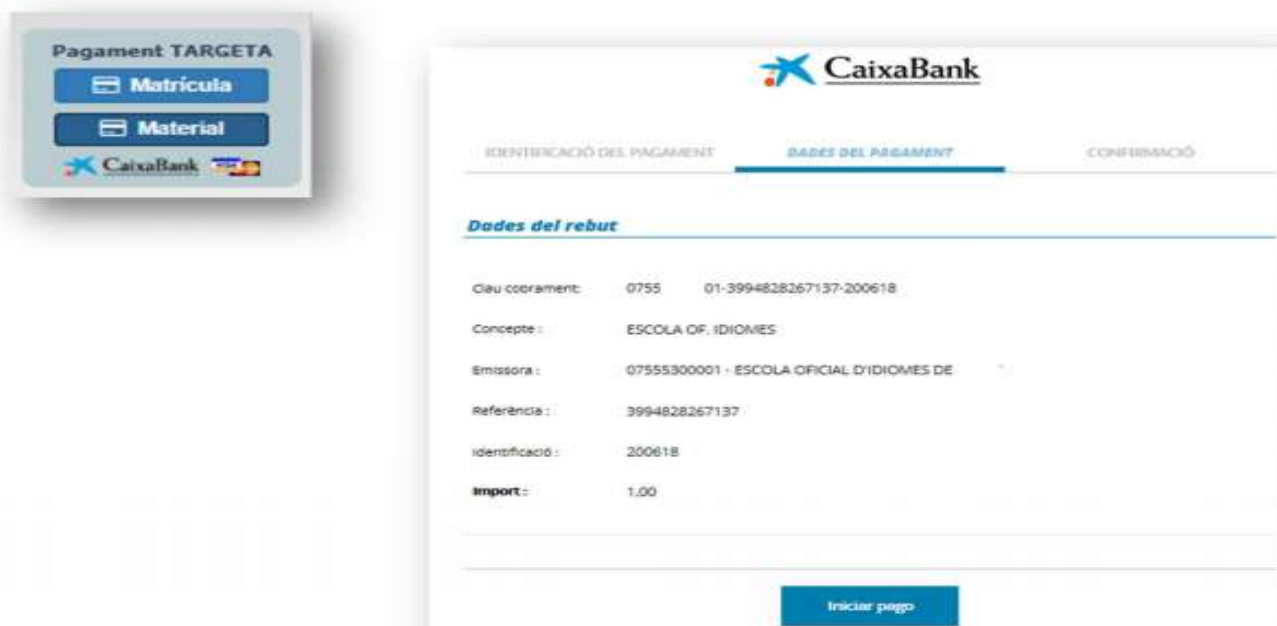 Pagament TARGETA
Matrícula
Material
CaixaBank
CaixaBank
IDENTIFICACIÓ DEL PAGAMENT DADES DEL PAGAMENT CONFIRMACIÓ
Dades del rebut
Clau cobrament: 0755 01-3994828267137-200618
Concepte : ESCOLA OF. IDIOMES
Emissora : 07555300001 - ESCOLA OFICIAL D'IDIOMES DE
Referència : 3994828267137
Identificació : 200618
Import : 1,00
Iniciar pago